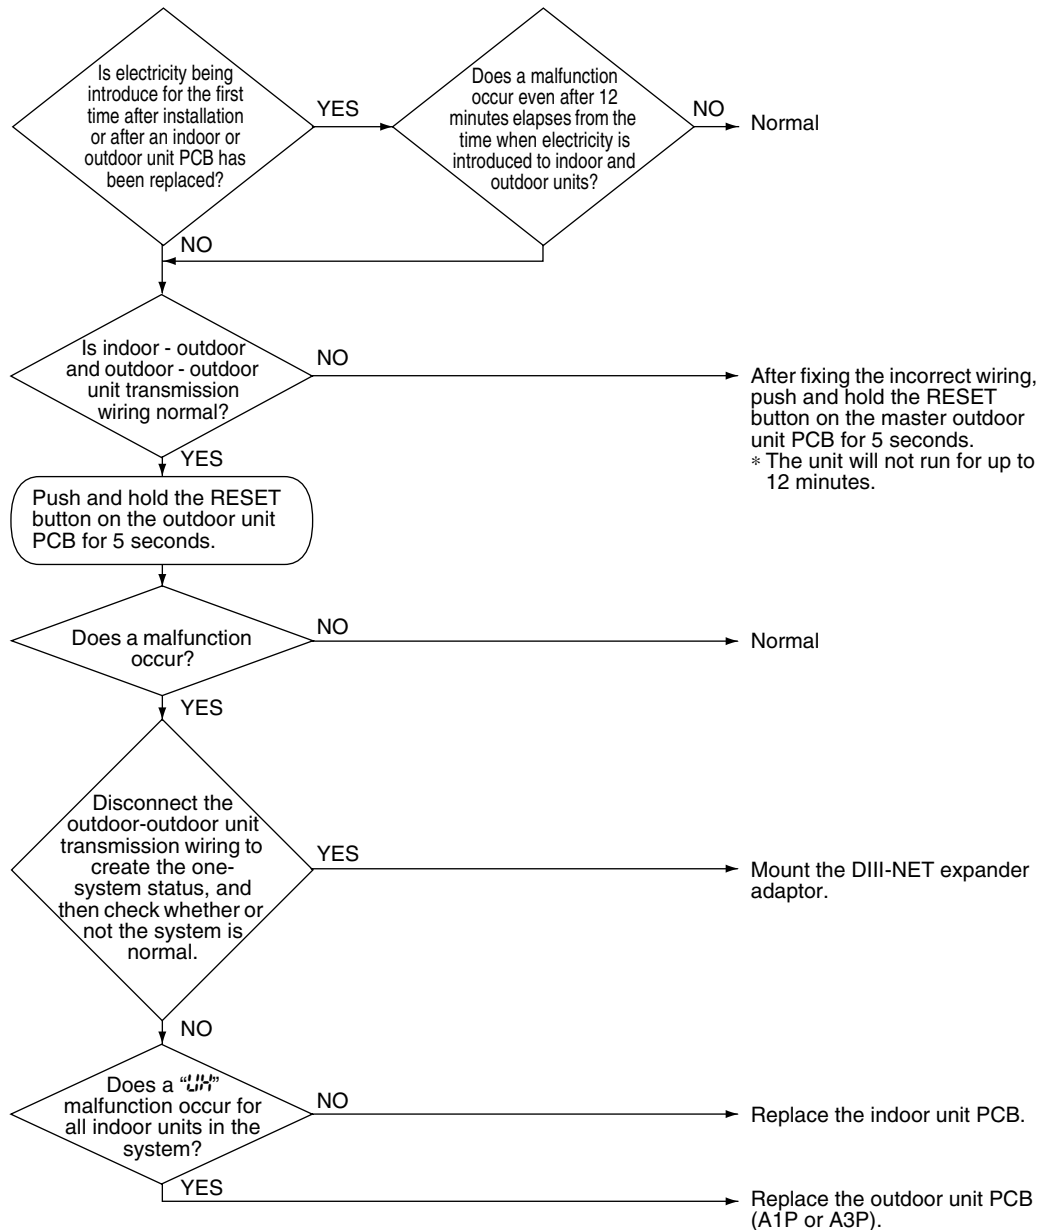 Is electricity being
introduce for the first
time after installation
or after an indoor or
outdoor unit PCB has
been replaced?
YES
Does a malfunction
occur even after 12
minutes elapses from the
time when electricity is
introduced to indoor and
outdoor units?
NO
Normal
NO
Is indoor - outdoor
and outdoor - outdoor
unit transmission
wiring normal?
NO
After fixing the incorrect wiring,
push and hold the RESET
button on the master outdoor
unit PCB for 5 seconds.
* The unit will not run for up to
12 minutes.
YES
Push and hold the RESET
button on the outdoor unit
PCB for 5 seconds.
Does a malfunction
occur?
NO
Normal
YES
Disconnect the
outdoor-outdoor unit
transmission wiring to
create the one-
system status, and
then check whether or
not the system is
normal.
YES
Mount the DIII-NET expander
adaptor.
NO
Does a “UH”
malfunction occur for
all indoor units in the
system?
NO
Replace the indoor unit PCB.
YES
Replace the outdoor unit PCB
(A1P or A3P).